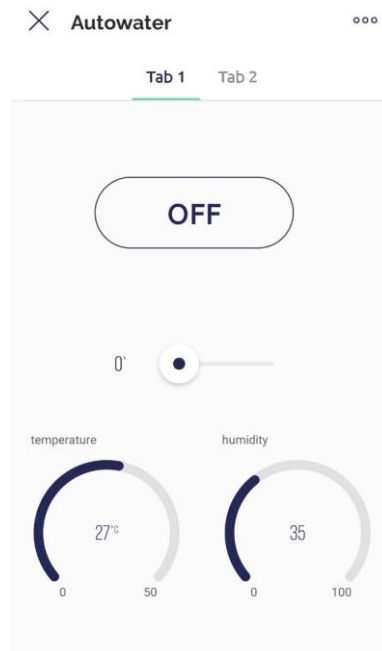 Autowater
Tab 1 Tab 2
OFF
0°
temperature humidity
27°C 35
0 50 0 100